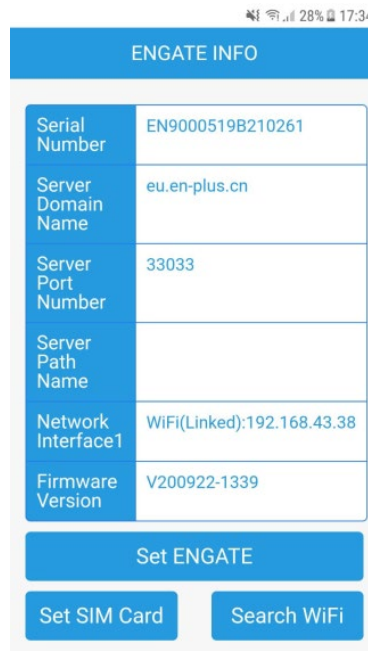 28% 17:34
ENGATE INFO
Serial
Number
EN9000519B210261
Server
Domain
Name
eu.en-plus.cn
Server
Port
Number
33033
Server
Path
Name
Network
Interface1
WiFi(Linked):192.168.43.38
Firmware
Version
V200922-1339
Set ENGATE
Set SIM Card
Search WiFi